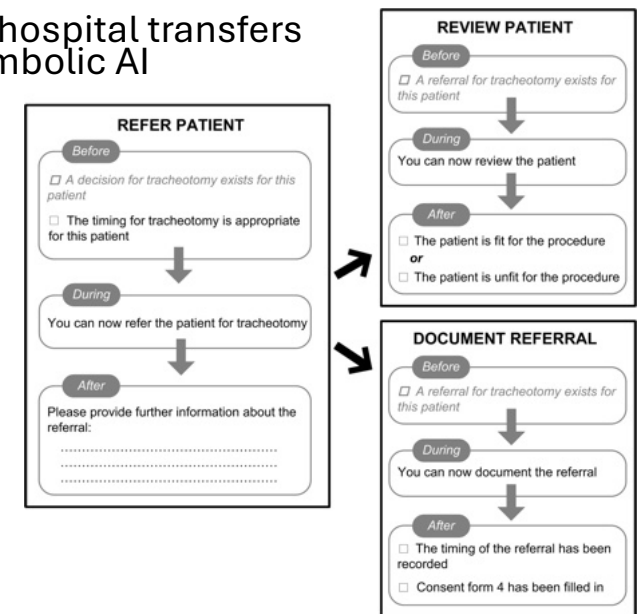 hospital transfers
mbolic AI
REFER PATIENT
Before
☐ A decision for tracheotomy exists for this
patient
☐ The timing for tracheotomy is appropriate
for this patient
During
You can now refer the patient for tracheotomy
After
Please provide further information about the
referral:
................................................
................................................
................................................
REVIEW PATIENT
Before
☐ A referral for tracheotomy exists for
this patient
During
You can now review the patient
After
☐ The patient is fit for the procedure
or
☐ The patient is unfit for the procedure
DOCUMENT REFERRAL
Before
☐ A referral for tracheotomy exists for
this patient
During
You can now document the referral
After
☐ The timing of the referral has been
recorded
☐ Consent form 4 has been filled in